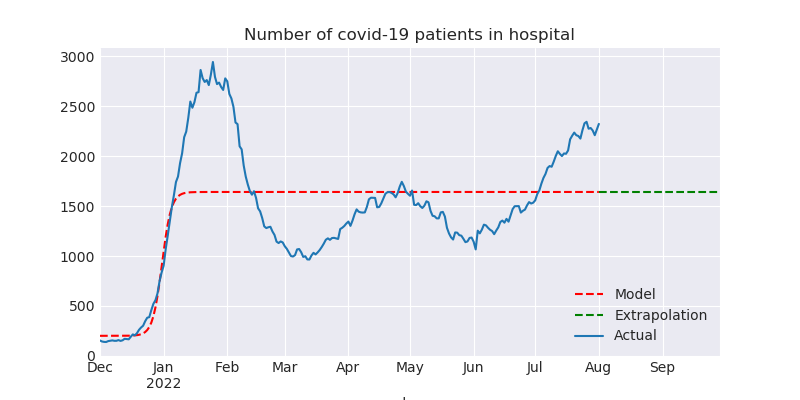 Number of covid-19 patients in hospital
3000
2500
2000
1500
1000
500
0
Model
Extrapolation
Actual
Dec Jan Feb Mar Apr May Jun Jul Aug Sep
2022